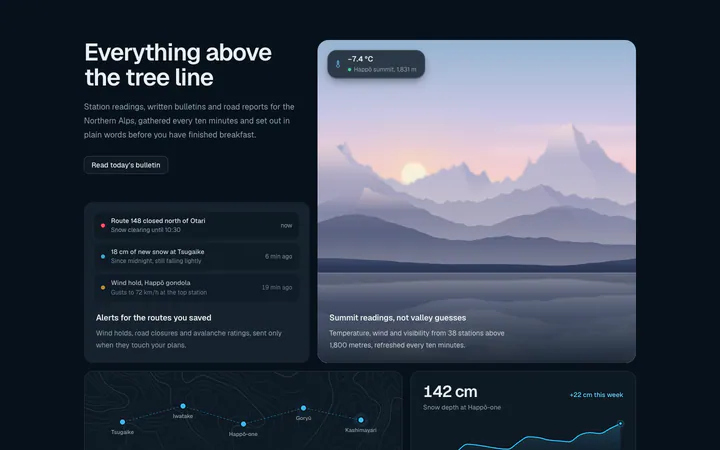 Everything above
the tree line
Station readings, written bulletins and road reports for the
Northern Alps, gathered every ten minutes and set out in
plain words before you have finished breakfast.
Read today's bulletin
−7.4 °C
Happō summit, 1,831 m
Route 148 closed north of Otari
Snow clearing until 10:30
now
18 cm of new snow at Tsugaike
Since midnight, still falling lightly
6 min ago
Wind hold, Happō gondola
Gusts to 72 km/h at the top station
19 min ago
Alerts for the routes you saved
Wind holds, road closures and avalanche ratings, sent only
when they touch your plans.
Summit readings, not valley guesses
Temperature, wind and visibility from 38 stations above
1,800 metres, refreshed every ten minutes.
Tsugaike
Iwatake
Happō-one
Goryū
Kashimayari
142 cm
Snow depth at Happō-one
+22 cm this week